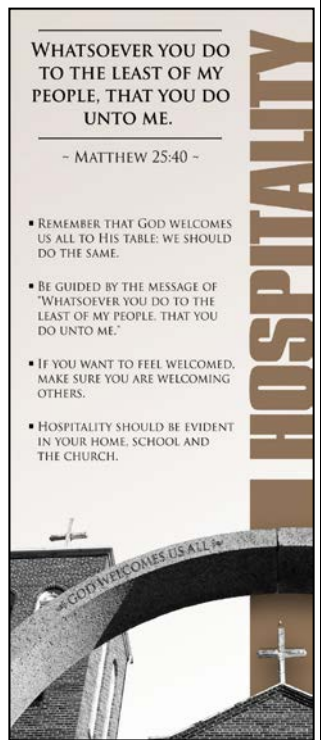 WHATSOEVER YOU DO
TO THE LEAST OF MY
PEOPLE, THAT YOU DO
UNTO ME.
~ MATTHEW 25:40 ~
▪ REMEMBER THAT GOD WELCOMES
US ALL TO HIS TABLE; WE SHOULD
DO THE SAME.
▪ BE GUIDED BY THE MESSAGE OF
"WHATSOEVER YOU DO TO THE
LEAST OF MY PEOPLE, THAT YOU
DO UNTO ME."
▪ IF YOU WANT TO FEEL WELCOMED,
MAKE SURE YOU ARE WELCOMING
OTHERS.
▪ HOSPITALITY SHOULD BE EVIDENT
IN YOUR HOME, SCHOOL AND
THE CHURCH.
HOSPITALITY
GOD WELCOMES US ALL